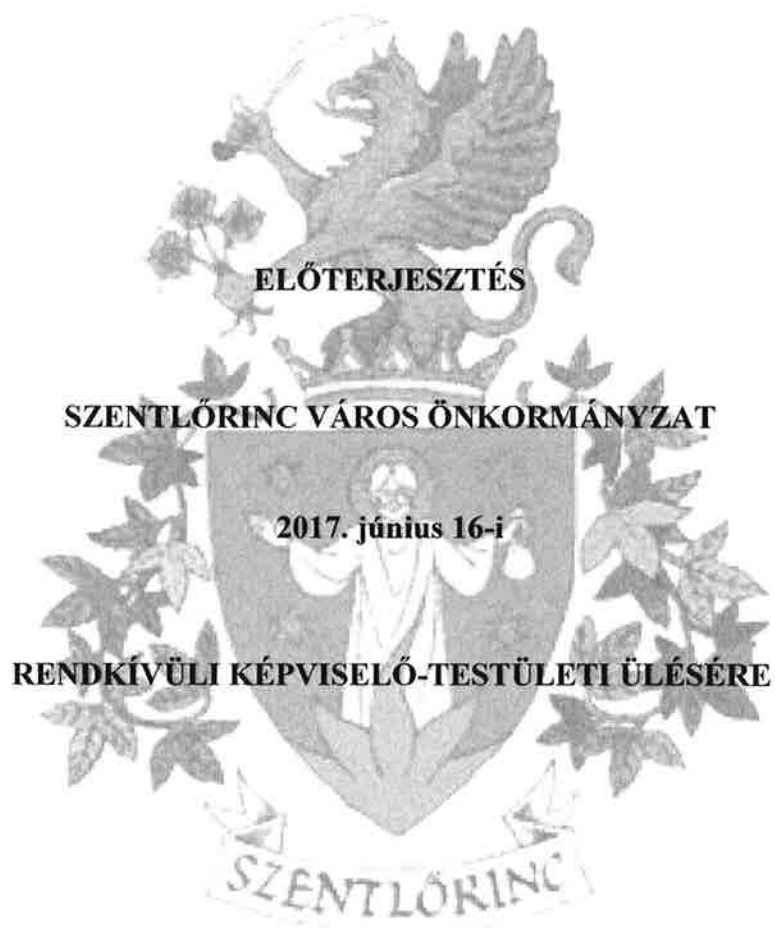 ELŐTERJESZTÉS
SZENTLŐRINC VÁROS ÖNKORMÁNYZAT
2017. június 16-i
RENDKÍVÜLI KÉPVISELŐ-TESTÜLETI ÜLÉSÉRE
SZENTLŐRINC